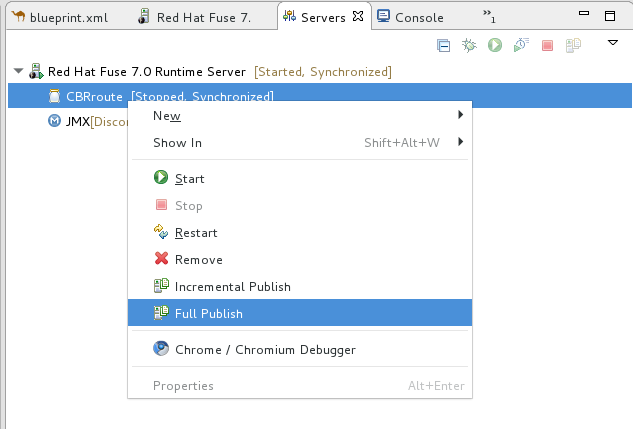 blueprint.xml Red Hat Fuse 7. Servers Console »1
Red Hat Fuse 7.0 Runtime Server [Started, Synchronized]
CBRroute [Stopped, Synchronized]
JMX[Discon
New
Show In Shift+Alt+W
Start
Stop
Restart
Remove
Incremental Publish
Full Publish
Chrome / Chromium Debugger
Properties Alt+Enter